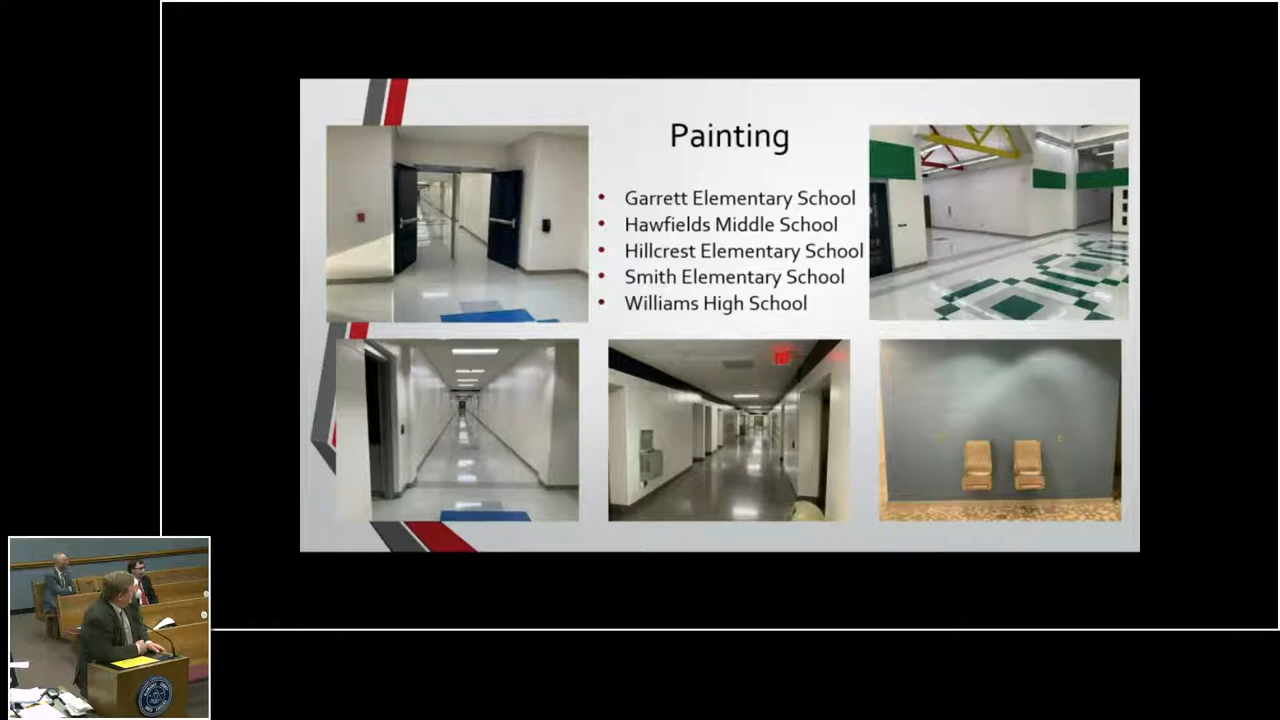 Painting
• Garrett Elementary School
• Hawfields Middle School
• Hillcrest Elementary School
• Smith Elementary School
• Williams High School